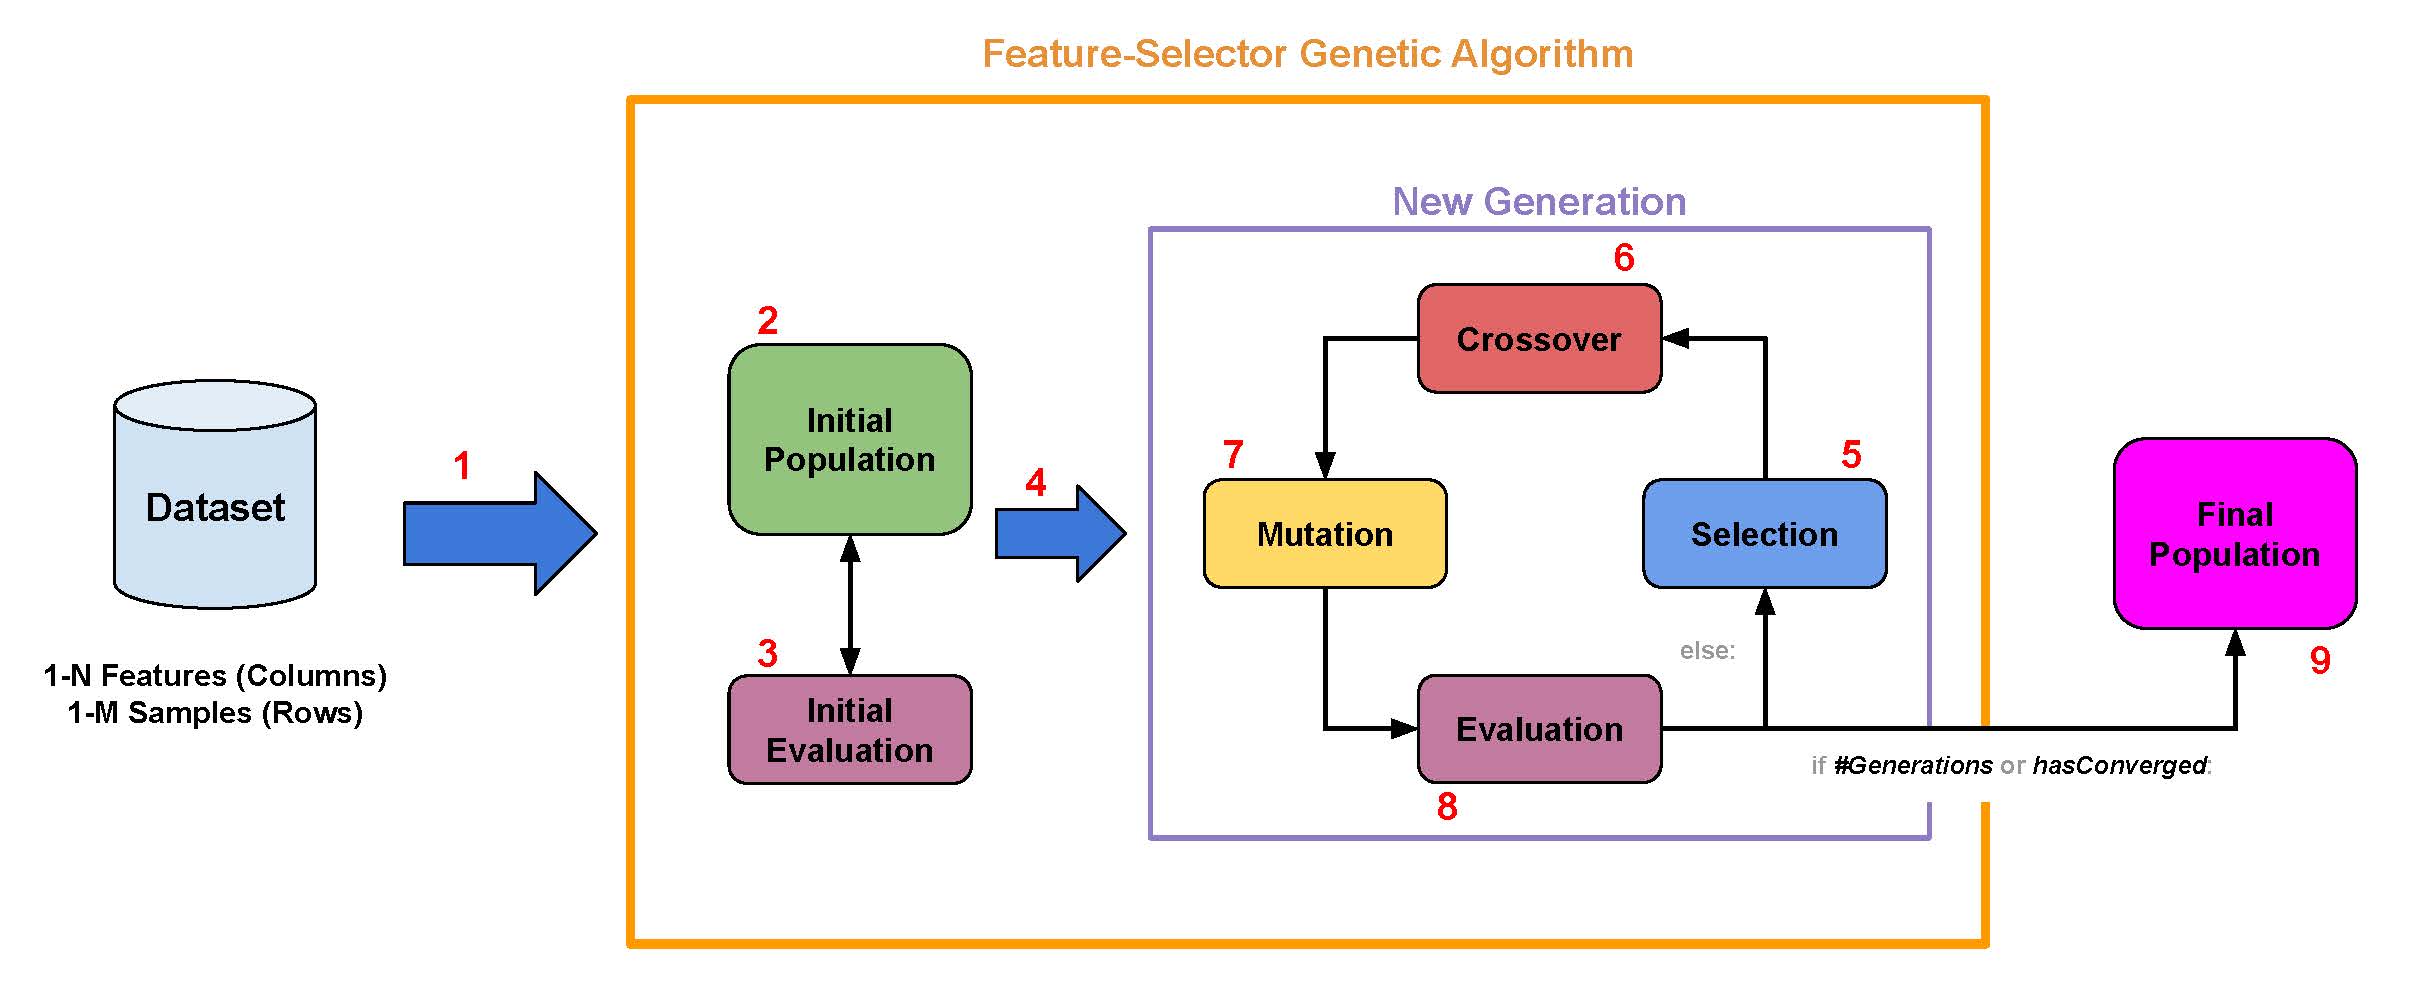 Feature-Selector Genetic Algorithm
New Generation
1
Dataset
1-N Features (Columns)
1-M Samples (Rows)
2
Initial
Population
3
Initial
Evaluation
4
5
Selection
6
Crossover
7
Mutation
8
Evaluation
else:
if #Generations or hasConverged:
Final
Population
9